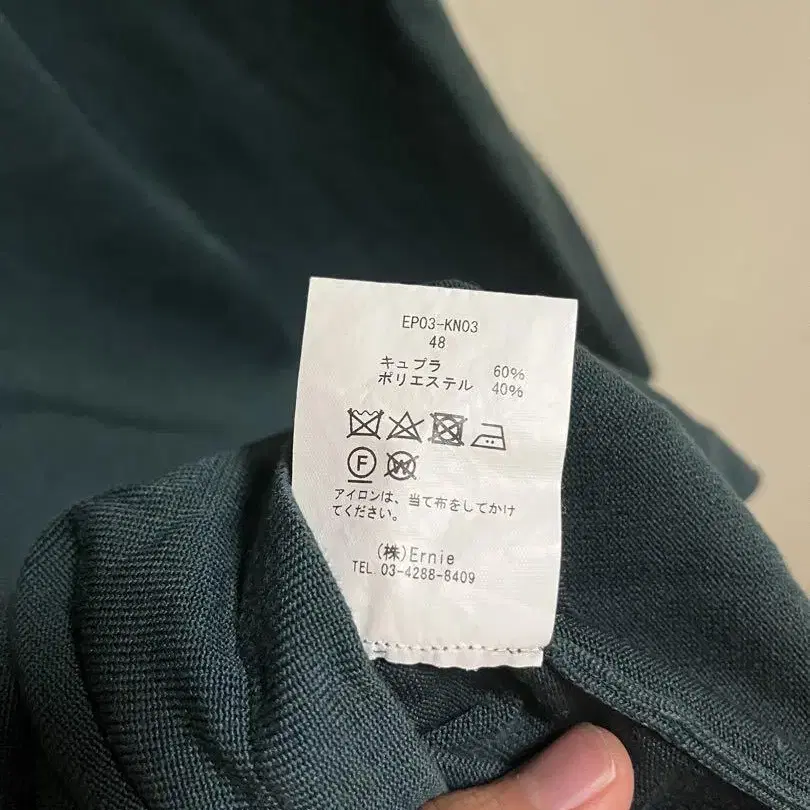 EP03-KN03
48
キュプラ 60%
ポリエステル 40%
F W
アイロンは、当て布をしてかけ
てください。
(株)Ernie
TEL.03-4288-8409